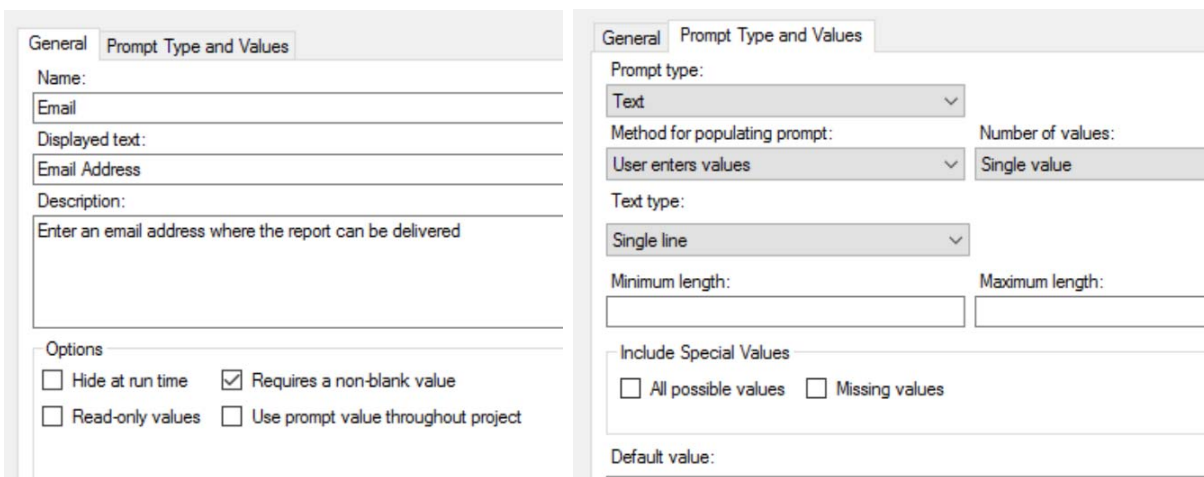 General Prompt Type and Values
Name:
Email
Displayed text:
Email Address
Description:
Enter an email address where the report can be delivered
Options
Hide at run time Requires a non-blank value
Read-only values Use prompt value throughout project
General Prompt Type and Values
Prompt type:
Text
Method for populating prompt: Number of values:
User enters values Single value
Text type:
Single line
Minimum length: Maximum length:
Include Special Values
All possible values Missing values
Default value: